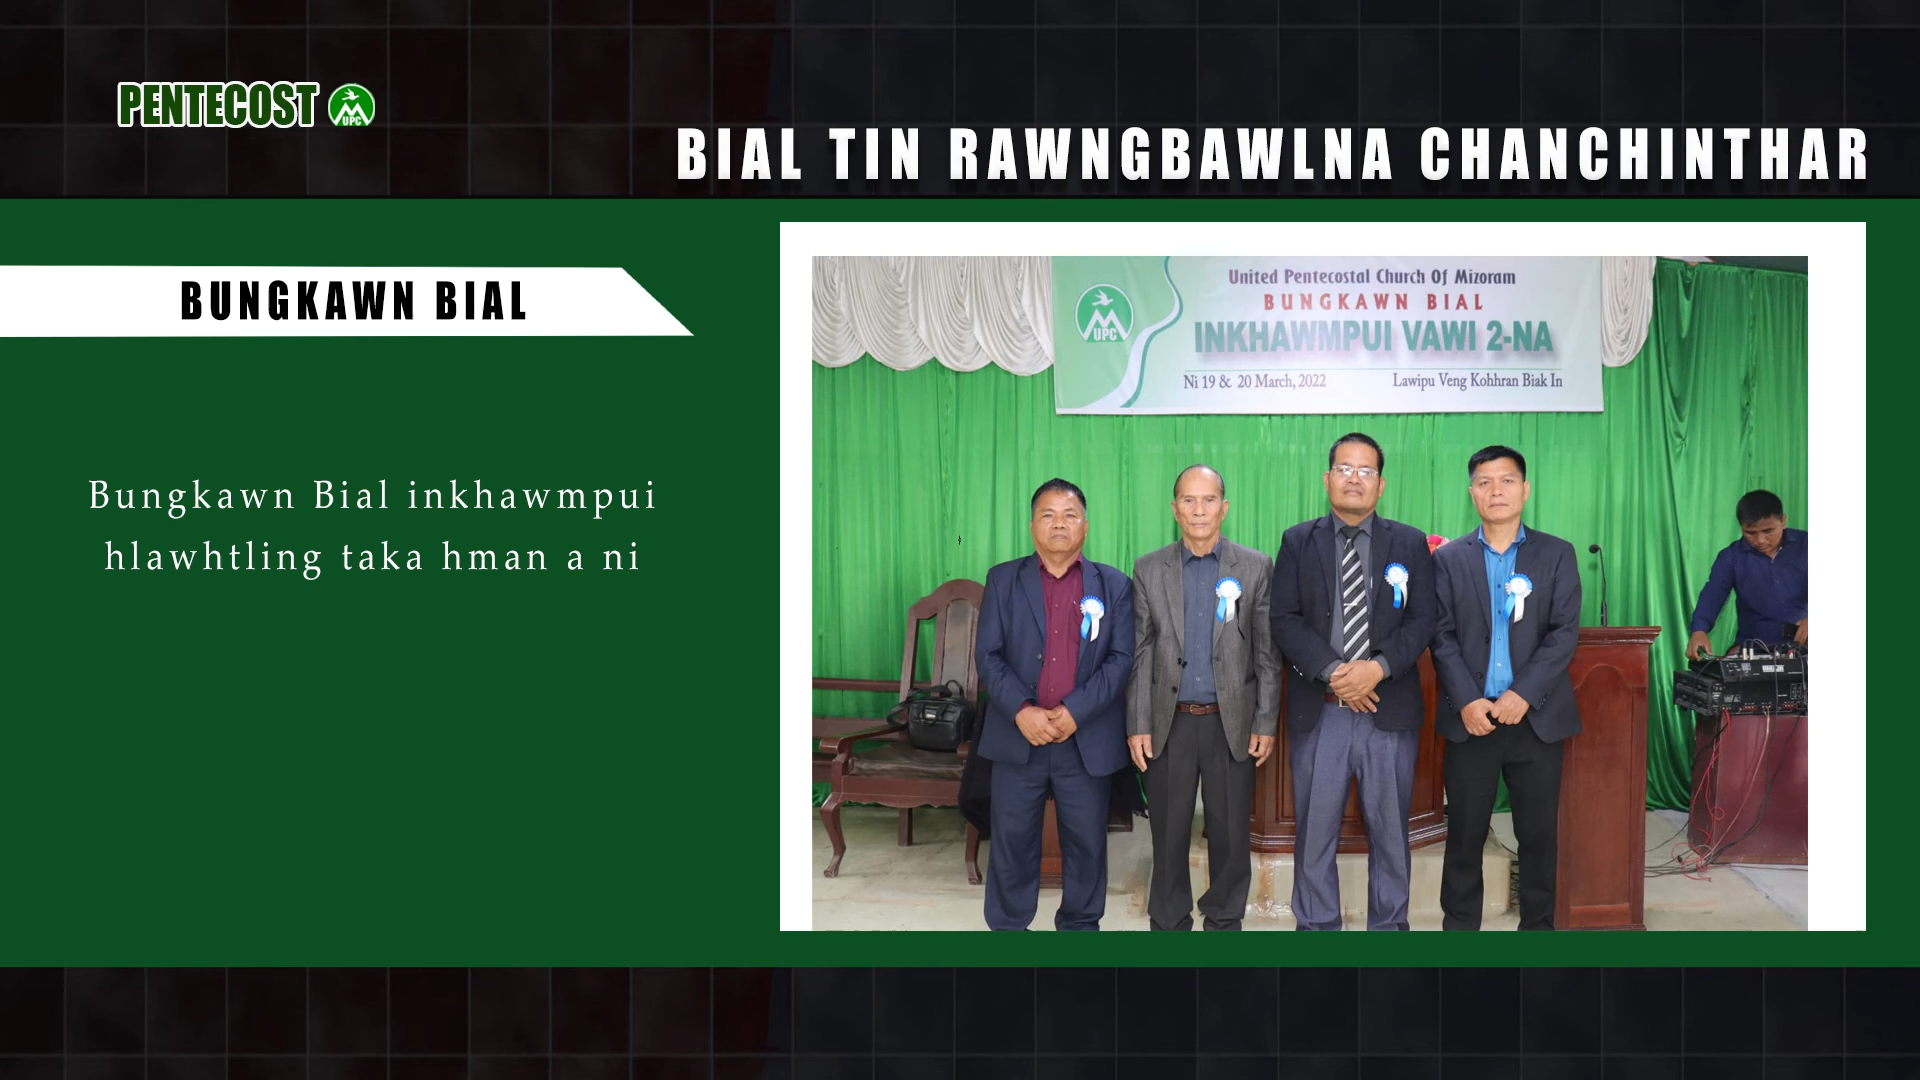 PENTECOST
UPC
BIAL TIN RAWNGBAWLNA CHANCHINTHAR
BUNGKAWN BIAL
Bungkawn Bial inkhawmpui
hlawhtling taka hman a ni
United Pentecostal Church Of Mizoram
BUNGKAWN BIAL
INKHAWMPUI VAWI 2-NA
UPC
Ni 19 & 20 March, 2022
Lawipu Veng Kohhran Biak In